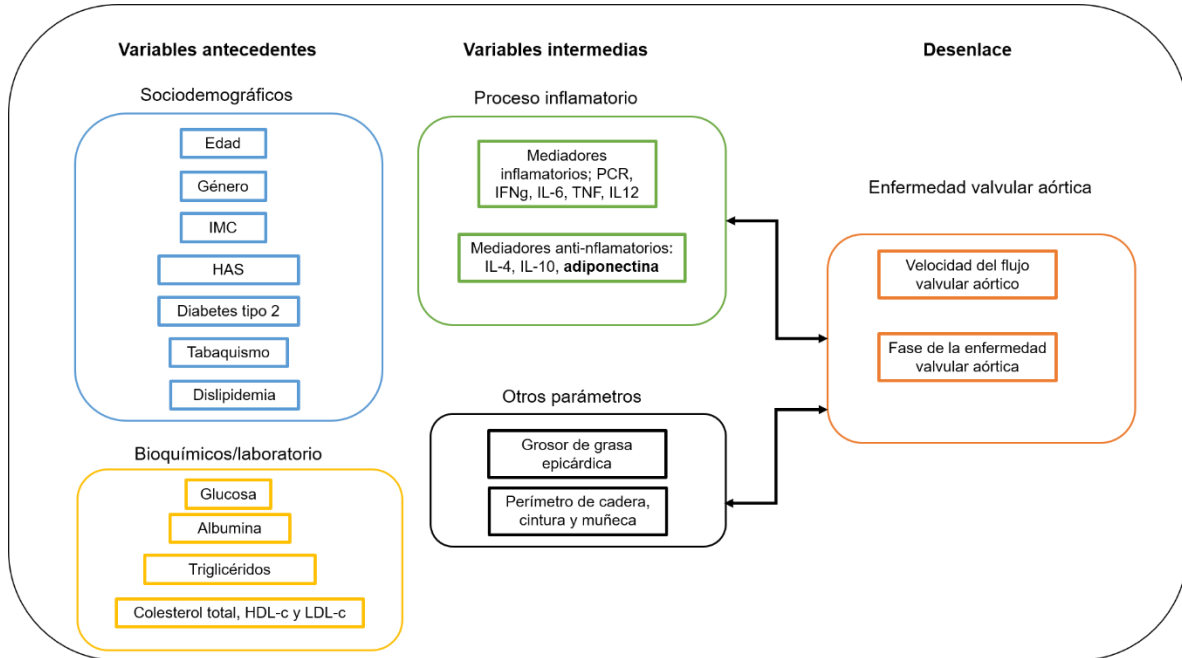 Variables antecedentes
Sociodemográficos
Edad
Género
IMC
HAS
Diabetes tipo 2
Tabaquismo
Dislipidemia
Bioquímicos/laboratorio
Glucosa
Albumina
Triglicéridos
Colesterol total, HDL-c y LDL-c
Variables intermedias
Proceso inflamatorio
Mediadores
inflamatorios; PCR,
IFNg, IL-6, TNF, IL12
Mediadores anti-nflamatorios:
IL-4, IL-10, adiponectina
Otros parámetros
Grosor de grasa
epicárdica
Perímetro de cadera,
cintura y muñeca
Desenlace
Enfermedad valvular aórtica
Velocidad del flujo
valvular aórtico
Fase de la enfermedad
valvular aórtica